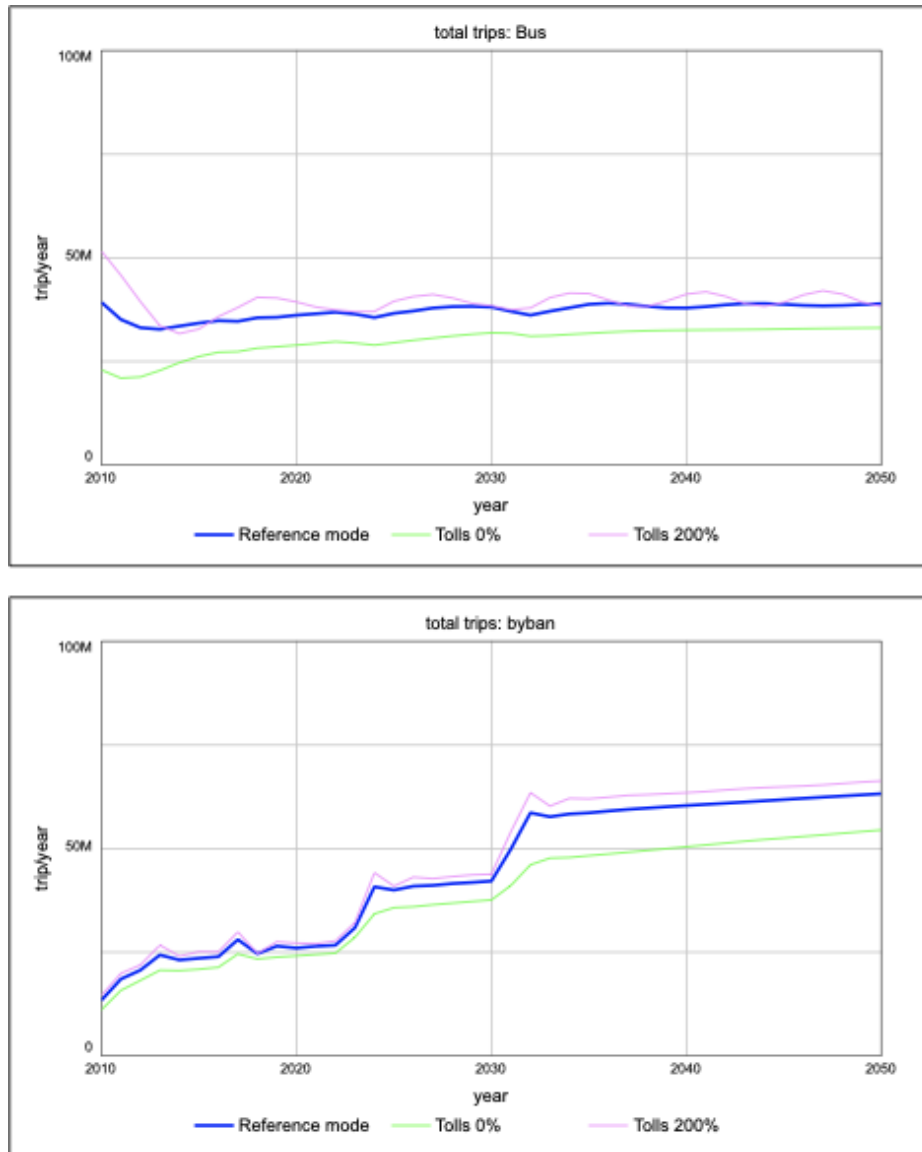 total trips: Bus
100M
50M
0
trip/year
2010 2020 2030 2040 2050
year
Reference mode Tolls 0% Tolls 200%
total trips: byban
100M
50M
0
trip/year
2010 2020 2030 2040 2050
year
Reference mode Tolls 0% Tolls 200%